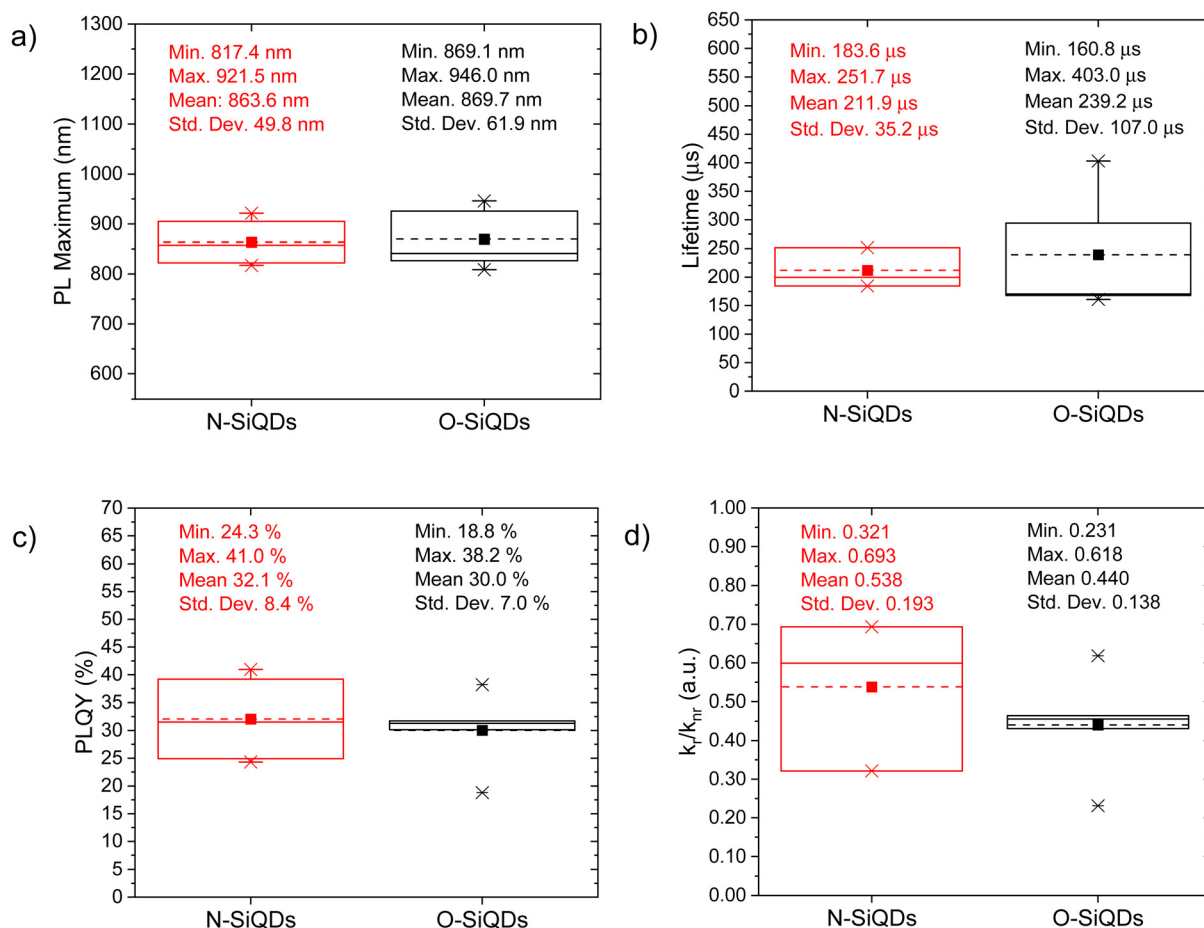 a)
PL Maximum (nm)
1300
1200
1100
1000
900
800
700
600
Min. 817.4 nm
Max. 921.5 nm
Mean: 863.6 nm
Std. Dev. 49.8 nm
Min. 869.1 nm
Max. 946.0 nm
Mean. 869.7 nm
Std. Dev. 61.9 nm
N-SiQDs
O-SiQDs
b)
Lifetime (μs)
650
600
550
500
450
400
350
300
250
200
150
100
50
0
Min. 183.6 μs
Max. 251.7 μs
Mean 211.9 μs
Std. Dev. 35.2 μs
Min. 160.8 μs
Max. 403.0 μs
Mean 239.2 μs
Std. Dev. 107.0 μs
N-SiQDs
O-SiQDs
c)
PLQY (%)
70
65
60
55
50
45
40
35
30
25
20
15
10
5
0
Min. 24.3 %
Max. 41.0 %
Mean 32.1 %
Std. Dev. 8.4 %
Min. 18.8 %
Max. 38.2 %
Mean 30.0 %
Std. Dev. 7.0 %
N-SiQDs
O-SiQDs
d)
kr/knr (a.u.)
1.00
0.90
0.80
0.70
0.60
0.50
0.40
0.30
0.20
0.10
0.00
Min. 0.321
Max. 0.693
Mean 0.538
Std. Dev. 0.193
Min. 0.231
Max. 0.618
Mean 0.440
Std. Dev. 0.138
N-SiQDs
O-SiQDs